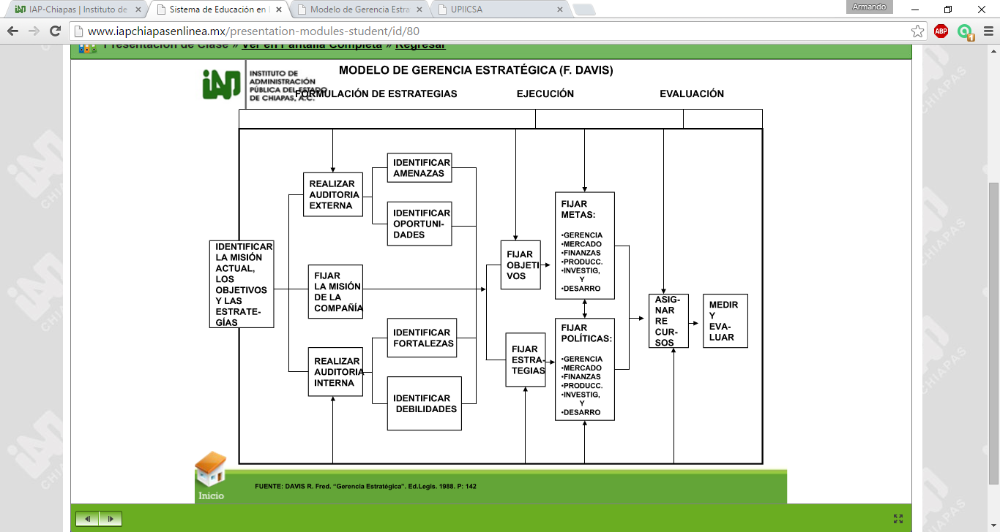 IAP-Chiapas | Instituto de
Sistema de Educación en
Modelo de Gerencia Estra
UPIICSA
Armando
www.iapchiapasenlinea.mx/presentation-modules-student/id/80
ABP
1
Presentación de Clase » Ver en Pantalla Completa » Regresar
IAP
INSTITUTO DE
ADMINISTRACIÓN
PÚBLICA DEL ESTADO
DE CHIAPAS, A.C.
MODELO DE GERENCIA ESTRATÉGICA (F. DAVIS)
FORMULACIÓN DE ESTRATEGIAS
EJECUCIÓN
EVALUACIÓN
IDENTIFICAR
LA MISIÓN
ACTUAL,
LOS
OBJETIVOS
Y LAS
ESTRATE-
GÍAS
REALIZAR
AUDITORIA
EXTERNA
FIJAR
LA MISIÓN
DE LA
COMPAÑÍA
REALIZAR
AUDITORIA
INTERNA
IDENTIFICAR
AMENAZAS
IDENTIFICAR
OPORTUNI-
DADES
IDENTIFICAR
FORTALEZAS
IDENTIFICAR
DEBILIDADES
FIJAR
OBJETI
VOS
FIJAR
ESTRA-
TEGIAS
FIJAR
METAS:
•GERENCIA
•MERCADO
•FINANZAS
•PRODUCC.
•INVESTIG,
Y
•DESARRO
FIJAR
POLÍTICAS:
•GERENCIA
•MERCADO
•FINANZAS
•PRODUCC.
•INVESTIG,
Y
•DESARRO
ASIG-
NAR
RE
CUR-
SOS
MEDIR
Y
EVA-
LUAR
Inicio
FUENTE: DAVIS R. Fred. “Gerencia Estratégica”. Ed.Legis. 1988. P: 142